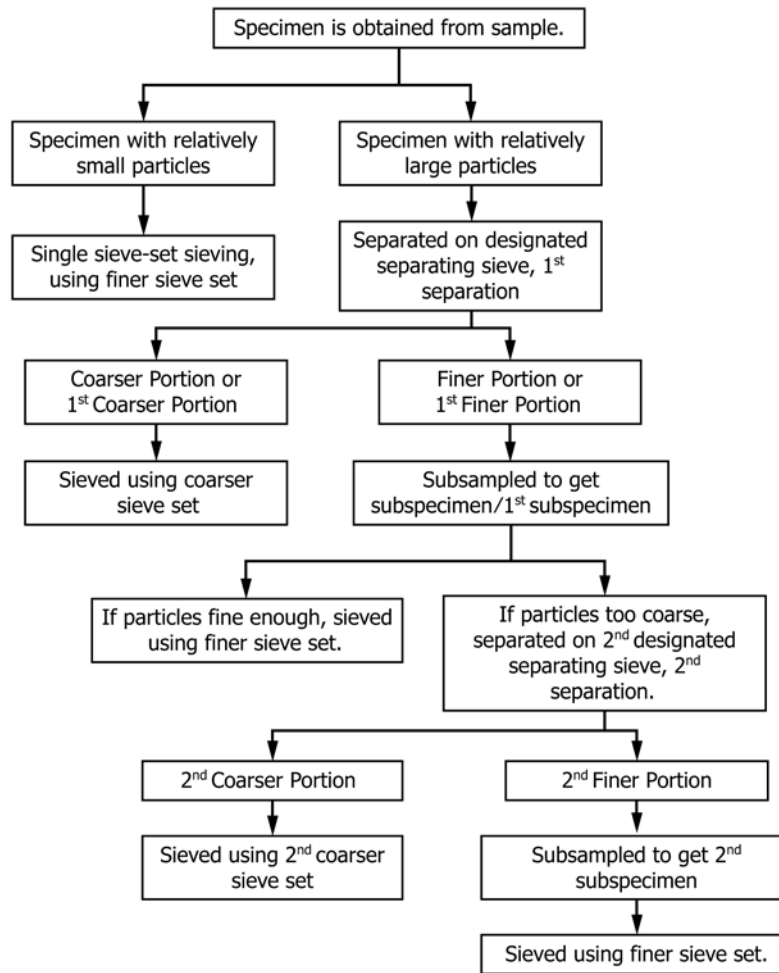 Specimen is obtained from sample.
Specimen with relatively
small particles
Specimen with relatively
large particles
Single sieve-set sieving,
using finer sieve set
Separated on designated
separating sieve, 1st
separation
Coarser Portion or
1st Coarser Portion
Finer Portion or
1st Finer Portion
Sieved using coarser
sieve set
Subsampled to get
subspecimen/1st subspecimen
If particles fine enough, sieved
using finer sieve set.
If particles too coarse,
separated on 2nd designated
separating sieve, 2nd
separation.
2nd Coarser Portion
2nd Finer Portion
Sieved using 2nd coarser
sieve set
Subsampled to get 2nd
subspecimen
Sieved using finer sieve set.